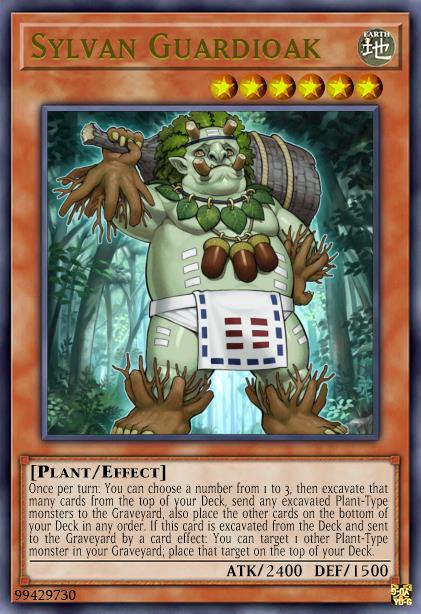 SYLVAN GUARDIOAK
EARTH
地
[PLANT/EFFECT]
Once per turn: You can choose a number from 1 to 3, then excavate that
many cards from the top of your Deck, send any excavated Plant-Type
monsters to the Graveyard, also place the other cards on the bottom of
your Deck in any order. If this card is excavated from the Deck and sent
to the Graveyard by a card effect: You can target 1 other Plant-Type
monster in your Graveyard; place that target on the top of your Deck.
ATK/2400 DEF/1500
99429730